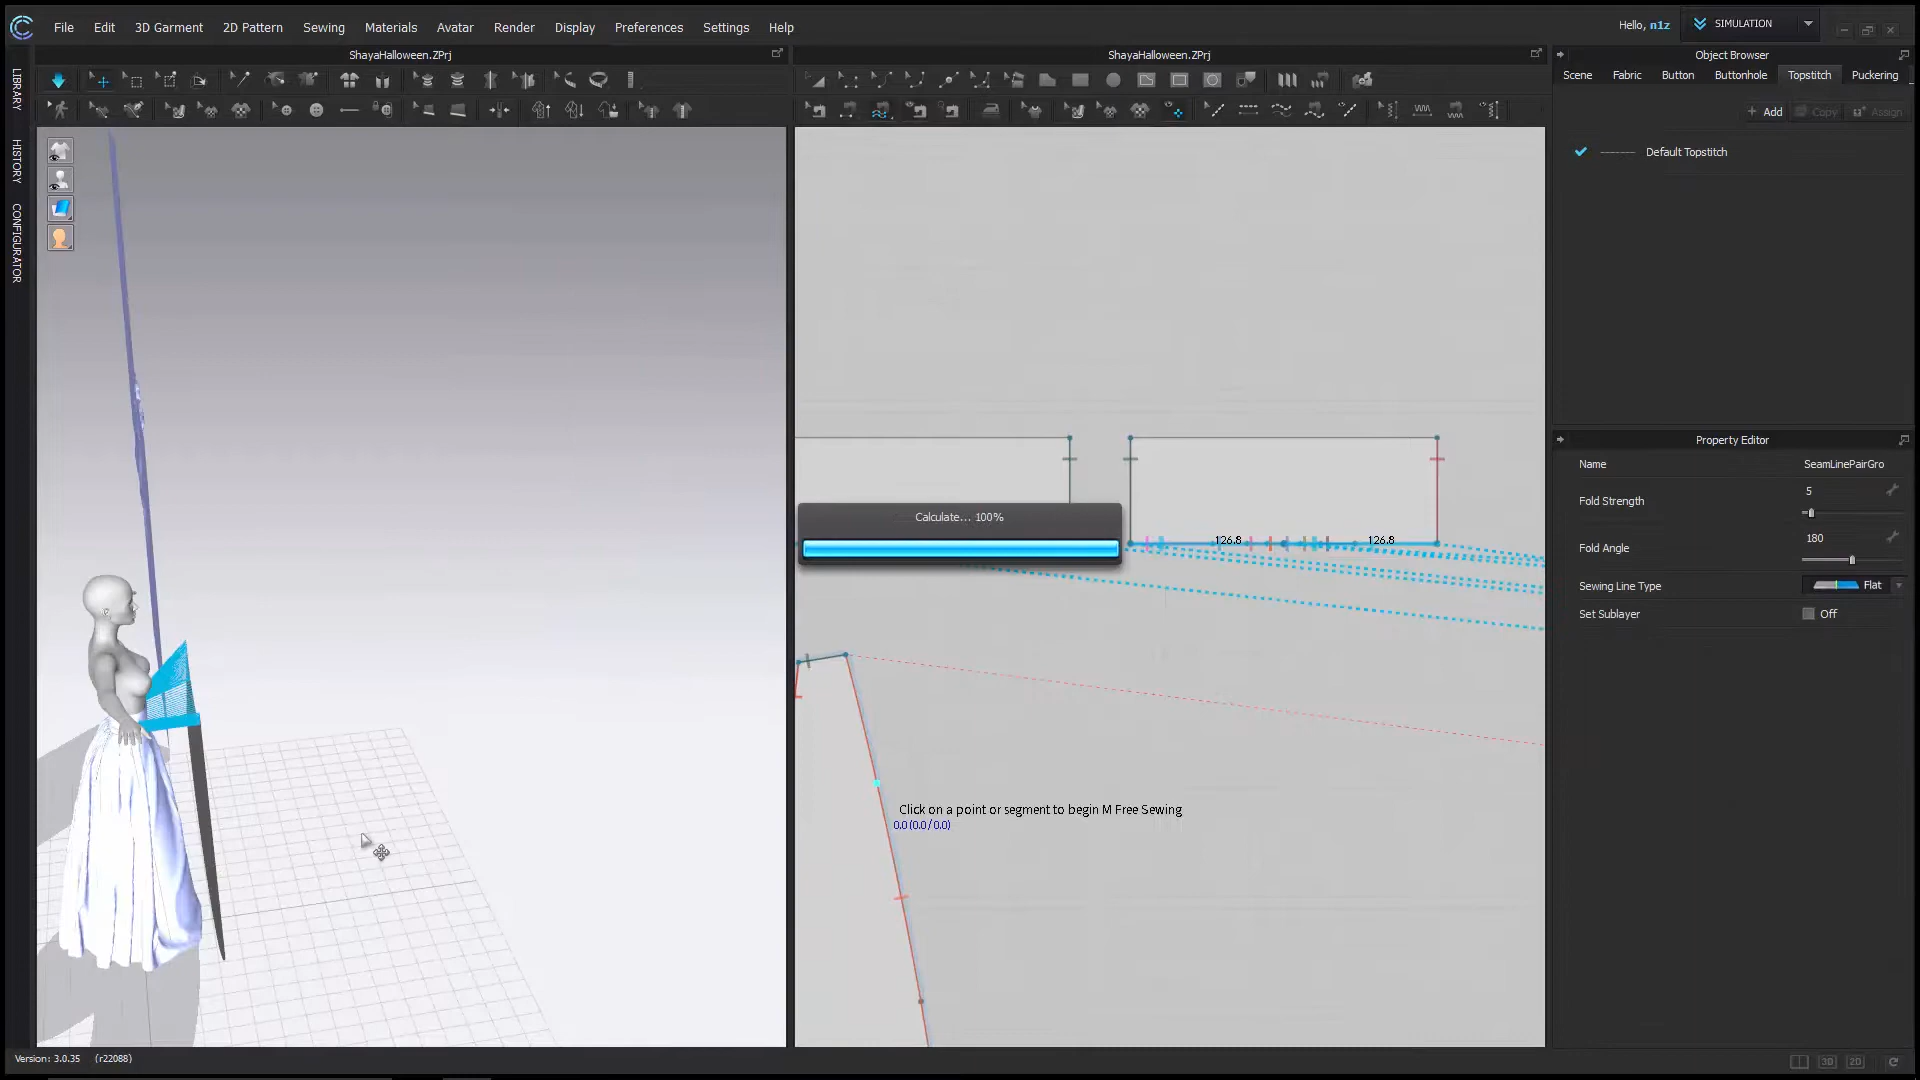 File Edit 3D Garment 2D Pattern Sewing Materials Avatar Render Display Preferences Settings Help
Hello, n1z
SIMULATION
ShayaHalloween.ZPrj
ShayaHalloween.ZPrj
Object Browser
Scene Fabric Button Buttonhole Topstitch Puckering
+ Add Copy Assign
Default Topstitch
LIBRARY
HISTORY
CONFIGURATOR
Calculate... 100%
126.8 126.8
Click on a point or segment to begin M Free Sewing
0.0 (0.0 / 0.0)
Property Editor
Name SeamLinePairGro
Fold Strength 5
Fold Angle 180
Sewing Line Type Flat
Set Sublayer Off
Version: 3.0.35 (r22088)
3D 2D